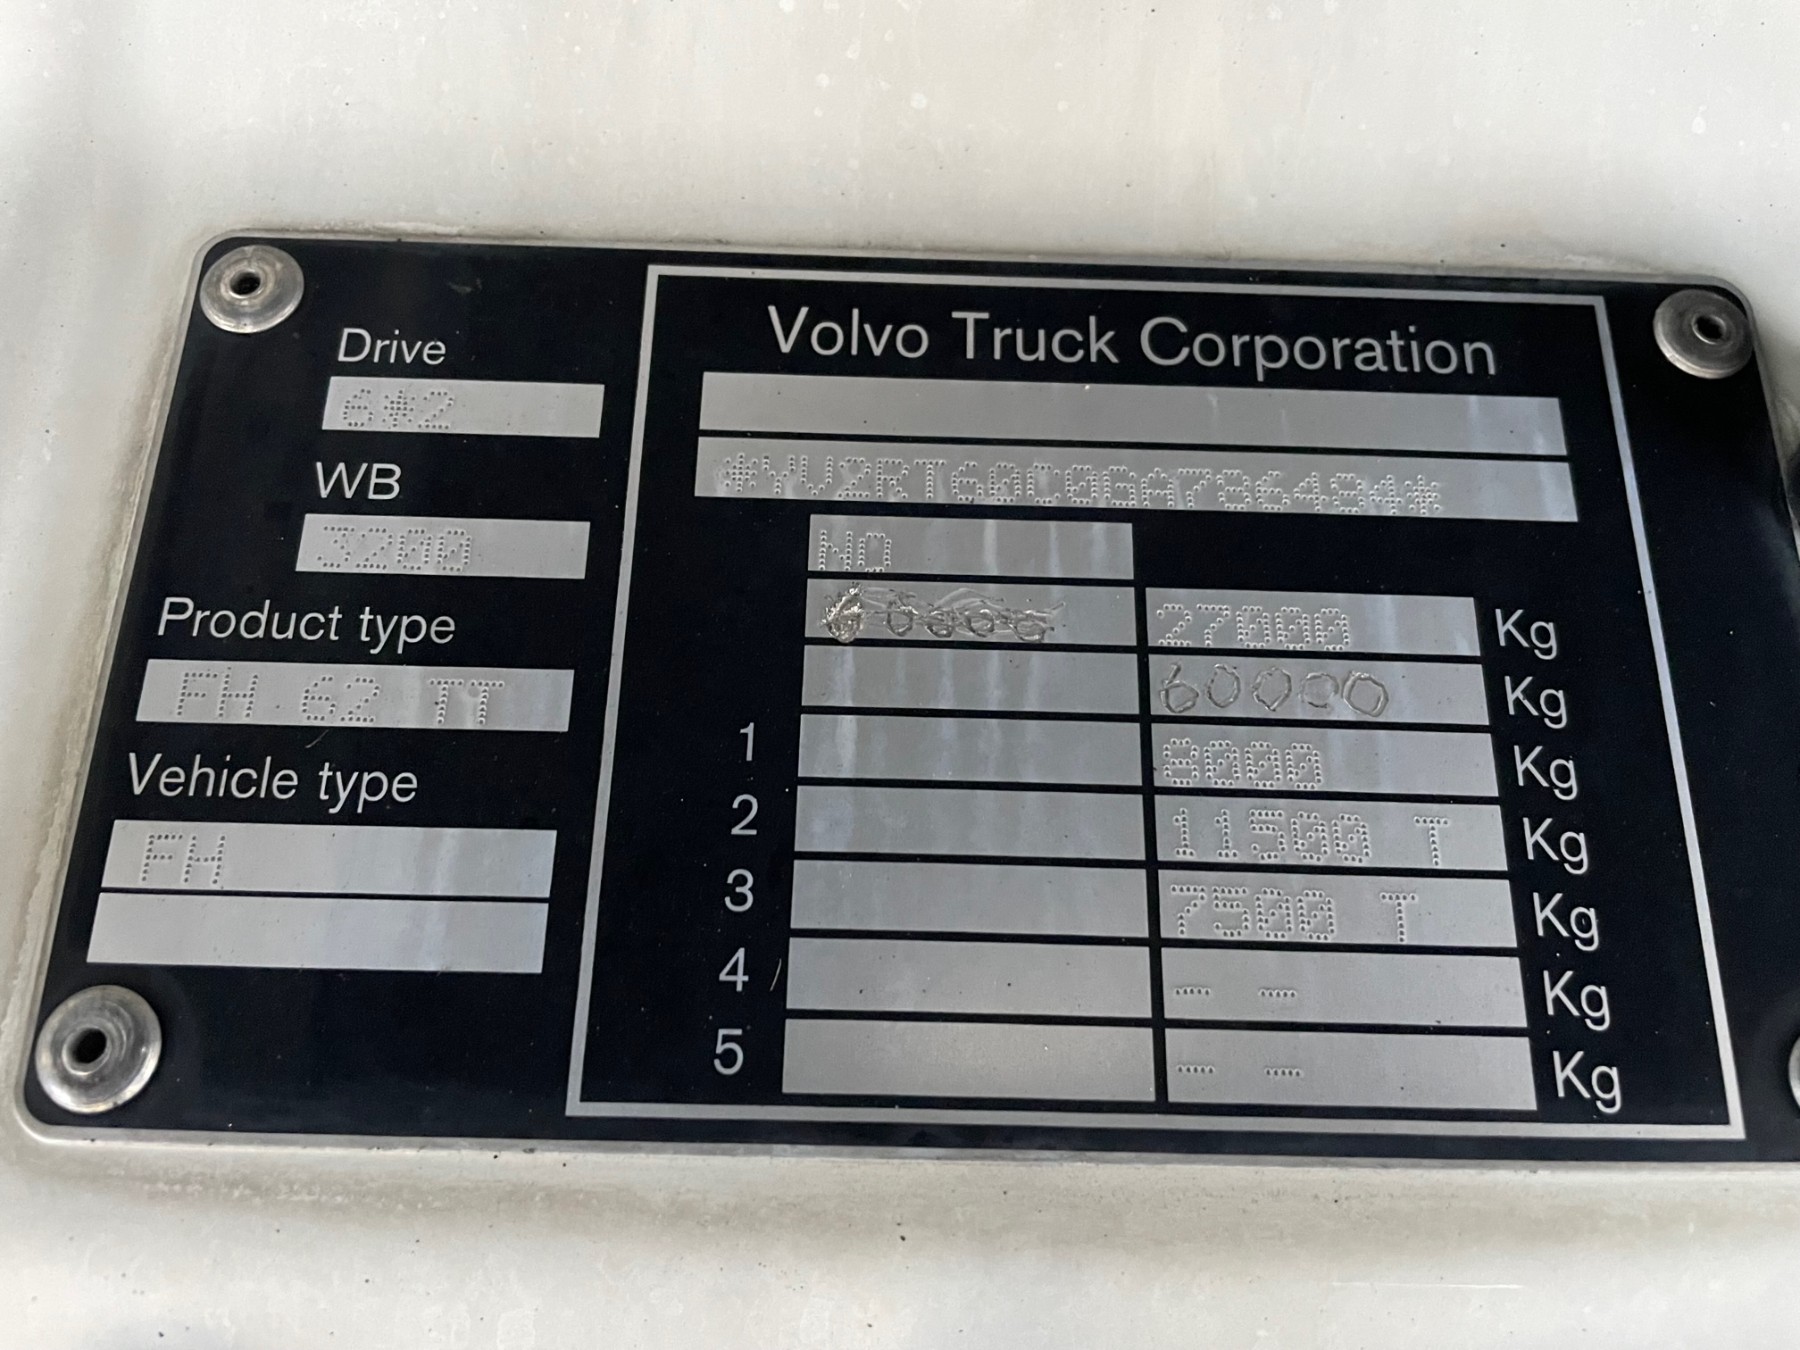 Drive
6*2
WB
3200
Product type
FH 62 TT
Vehicle type
FH
Volvo Truck Corporation
*YV2RT60C0GA786484*
NO
27000 Kg
60000 Kg
1 8000 Kg
2 11500 T Kg
3 7500 T Kg
4 - - Kg
5 - - Kg